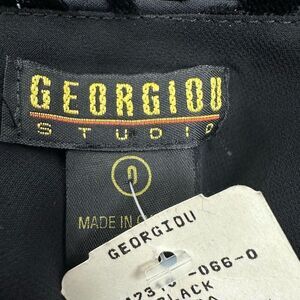 GEORGIOU
STUDIO
0
MADE IN
GEORGIOU
-066-0
BLACK